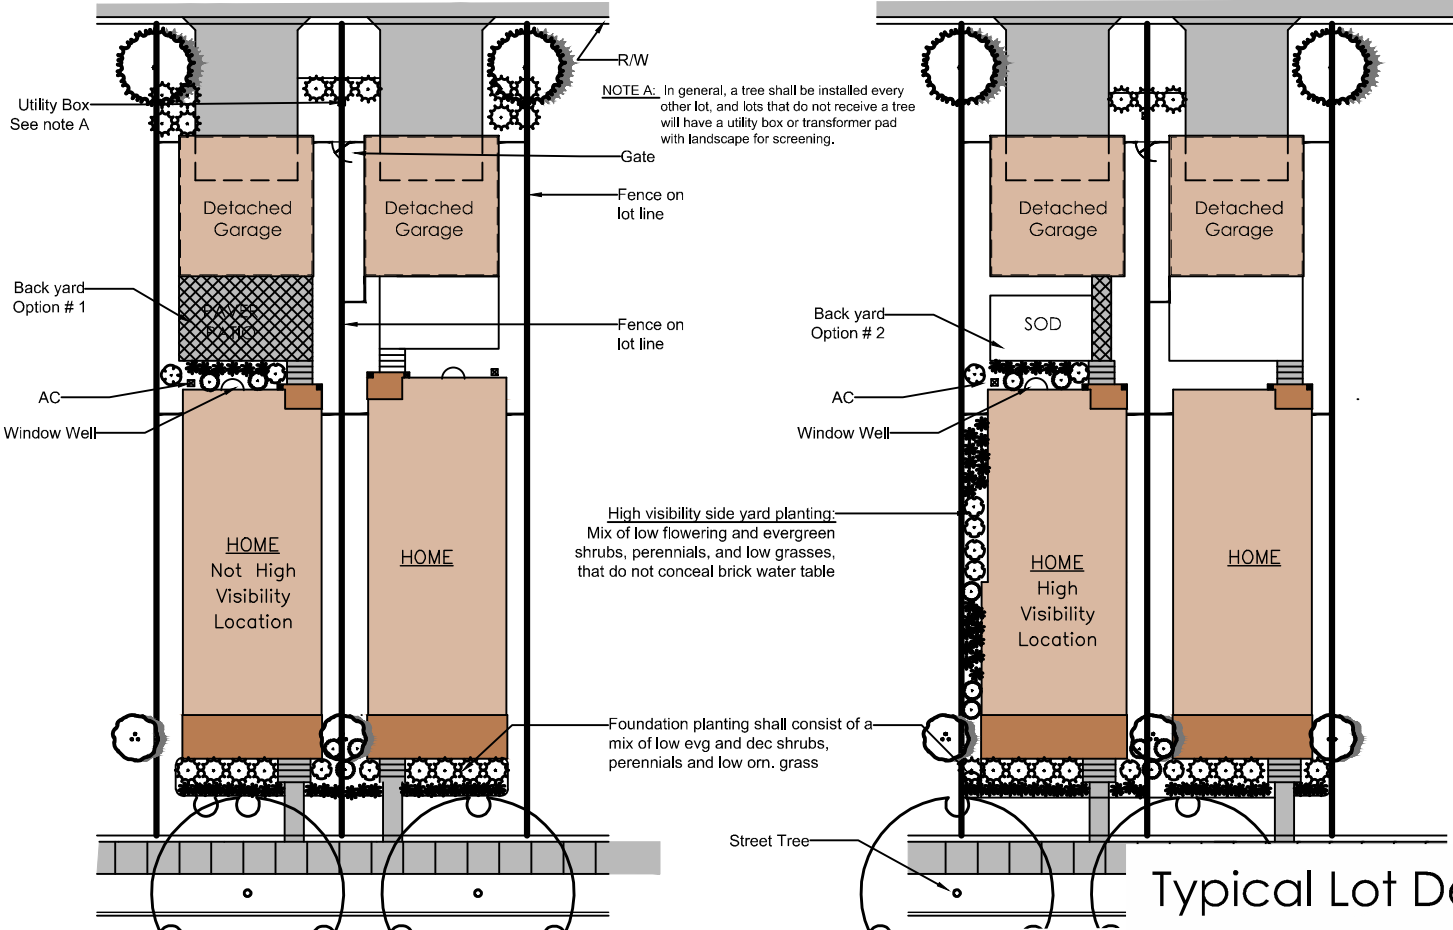 Utility Box
See note A
R/W
NOTE A: In general, a tree shall be installed every
other lot, and lots that do not receive a tree
will have a utility box or transformer pad
with landscape for screening.
Gate
Fence on
lot line
Detached
Garage
Detached
Garage
Detached
Garage
Detached
Garage
Back yard
Option # 1
PAVER
PATIO
Fence on
lot line
Back yard
Option # 2
SOD
AC
Window Well
AC
Window Well
High visibility side yard planting:
Mix of low flowering and evergreen
shrubs, perennials, and low grasses,
that do not conceal brick water table
HOME
Not High
Visibility
Location
HOME
HOME
High
Visibility
Location
HOME
Foundation planting shall consist of a
mix of low evg and dec shrubs,
perennials and low orn. grass
Street Tree
Typical Lot De